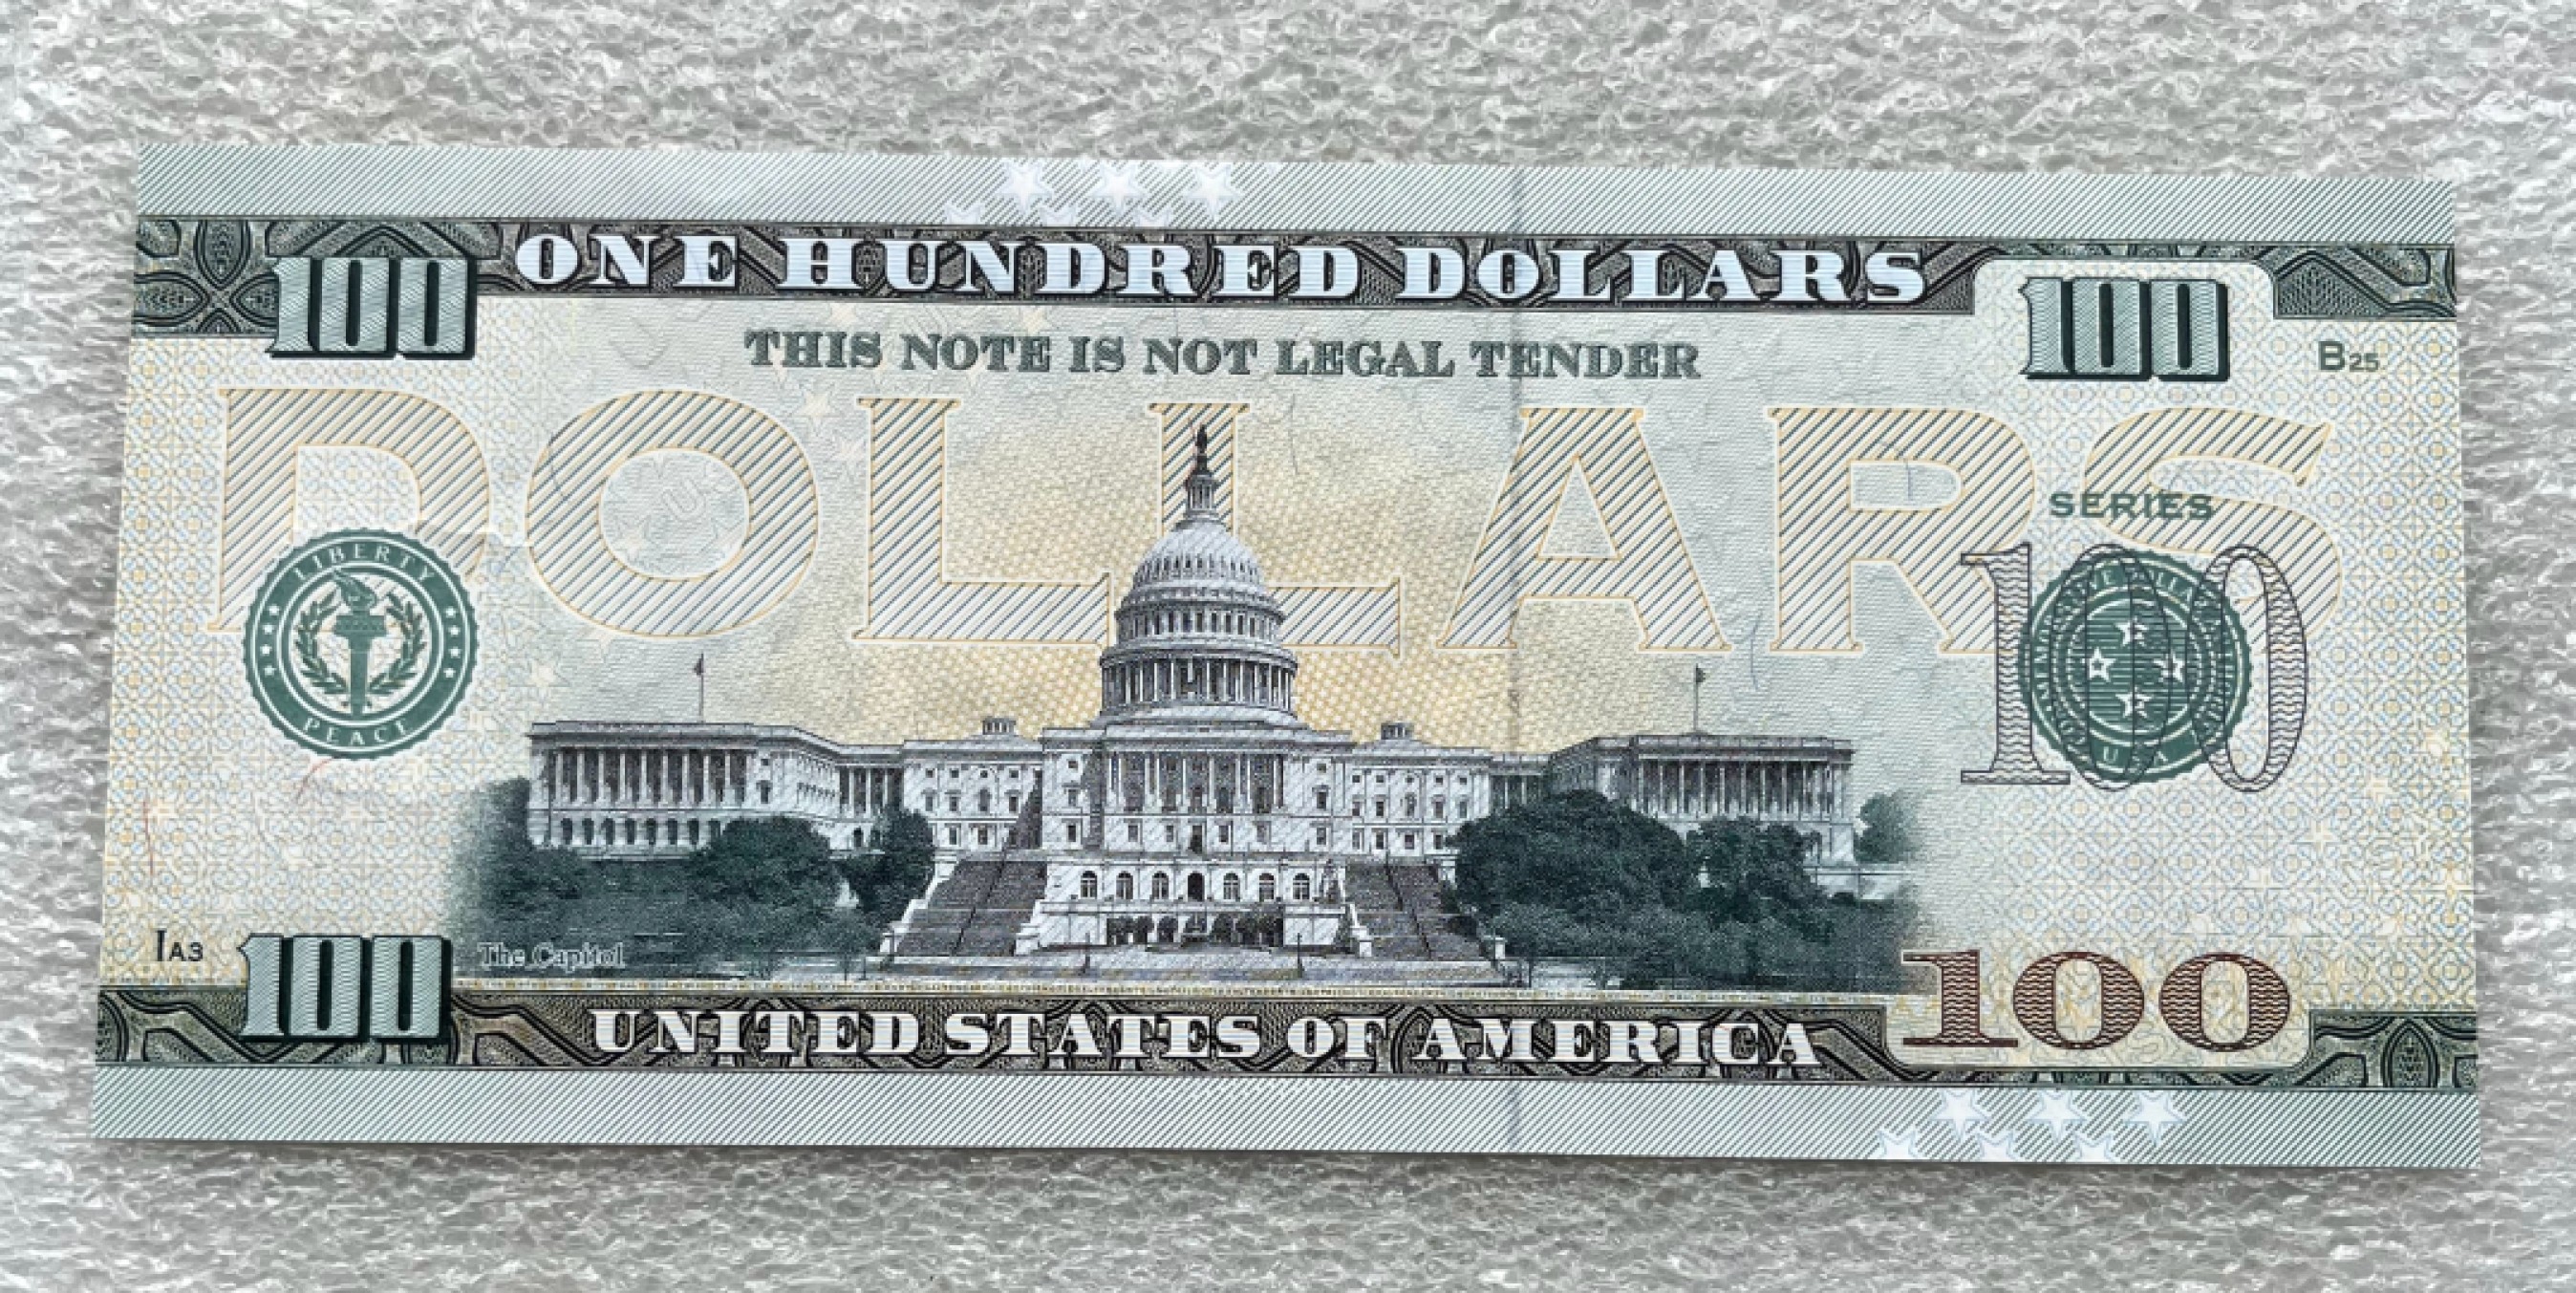 ONE HUNDRED DOLLARS
100
100
THIS NOTE IS NOT LEGAL TENDER
B25
DOLLARS
SERIES
LIBERTY
PEACE
100
USA
IA3
100
The Capitol
100
UNITED STATES OF AMERICA